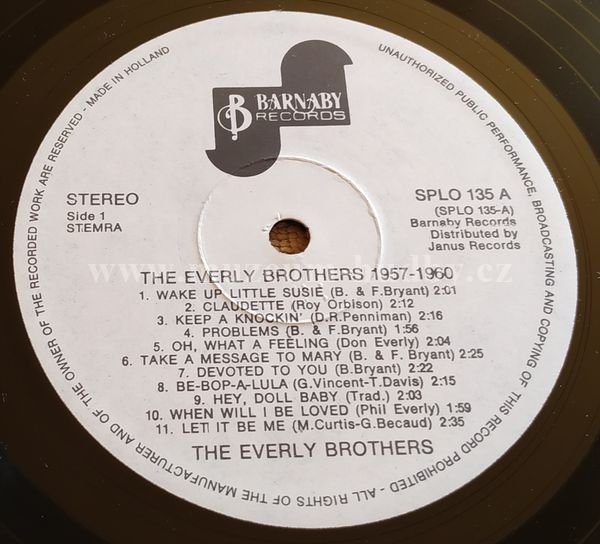 B BARNABY
RECORDS
STEREO
Side 1
STEMRA
SPLO 135 A
(SPLO 135-A)
Barnaby Records
Distributed by
Janus Records
THE EVERLY BROTHERS 1957-1960
1. WAKE UP LITTLE SUSIE (B. & F.Bryant) 2:01
2. CLAUDETTE (Roy Orbison) 2:12
3. KEEP A KNOCKIN' (D.R.Penniman) 2:16
4. PROBLEMS (B. & F.Bryant) 1:56
5. OH, WHAT A FEELING (Don Everly) 2:04
6. TAKE A MESSAGE TO MARY (B. & F. Bryant) 2:25
7. DEVOTED TO YOU (B.Bryant) 2:22
8. BE-BOP-A-LULA (G.Vincent-T.Davis) 2:15
9. HEY, DOLL BABY (Trad.) 2:03
10. WHEN WILL I BE LOVED (Phil Everly) 1:59
11. LET IT BE ME (M.Curtis-G.Becaud) 2:35
THE EVERLY BROTHERS
UNAUTHORIZED PUBLIC PERFORMANCE, BROADCASTING AND COPYING OF THIS RECORD PROHIBITED - ALL RIGHTS OF THE MANUFACTURER AND OF THE OWNER OF THE RECORDED WORK ARE RESERVED - MADE IN HOLLAND